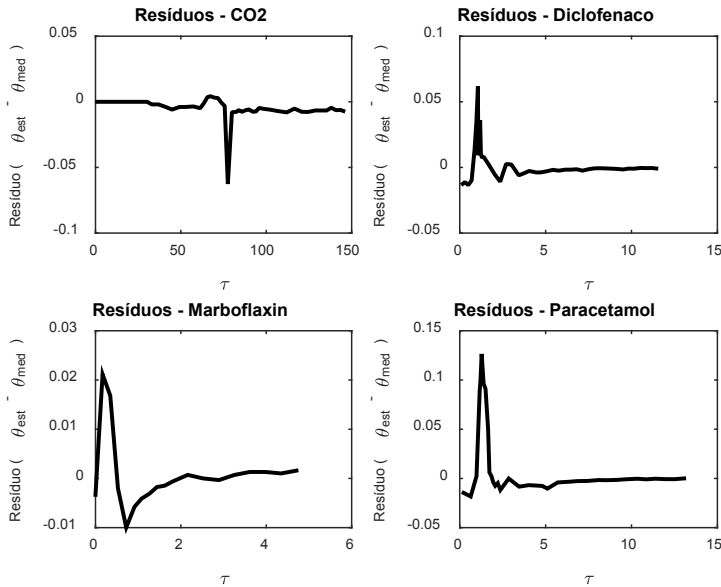 Resíduos - CO2
0.05
0
-0.05
-0.1
0 50 100 150
τ
Resíduo ( θest - θmed )
Resíduos - Diclofenaco
0.1
0.05
0
-0.05
0 5 10 15
τ
Resíduo ( θest - θmed )
Resíduos - Marboflaxin
0.03
0.02
0.01
0
-0.01
0 2 4 6
τ
Resíduo ( θest - θmed )
Resíduos - Paracetamol
0.15
0.1
0.05
0
-0.05
0 5 10 15
τ
Resíduo ( θest - θmed )